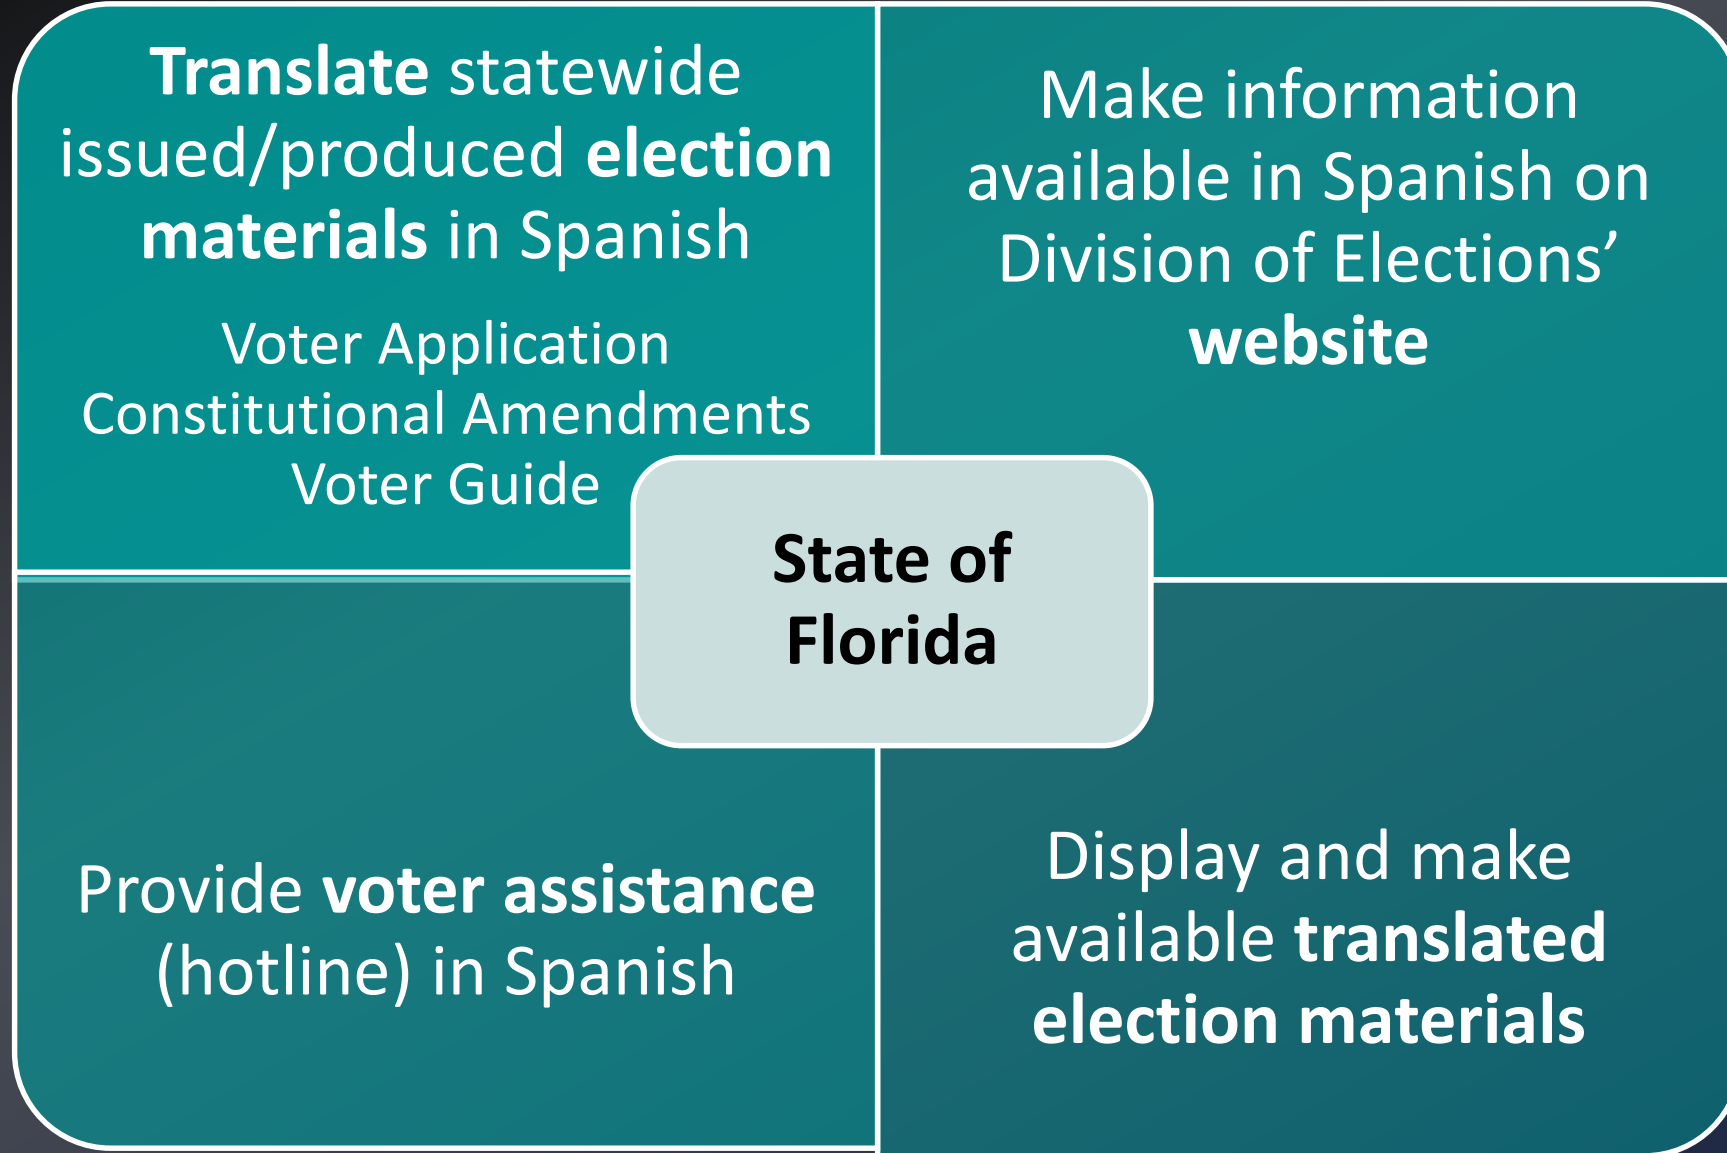 Translate statewide
issued/produced election
materials in Spanish
Voter Application
Constitutional Amendments
Voter Guide
Make information
available in Spanish on
Division of Elections’
website
State of
Florida
Provide voter assistance
(hotline) in Spanish
Display and make
available translated
election materials